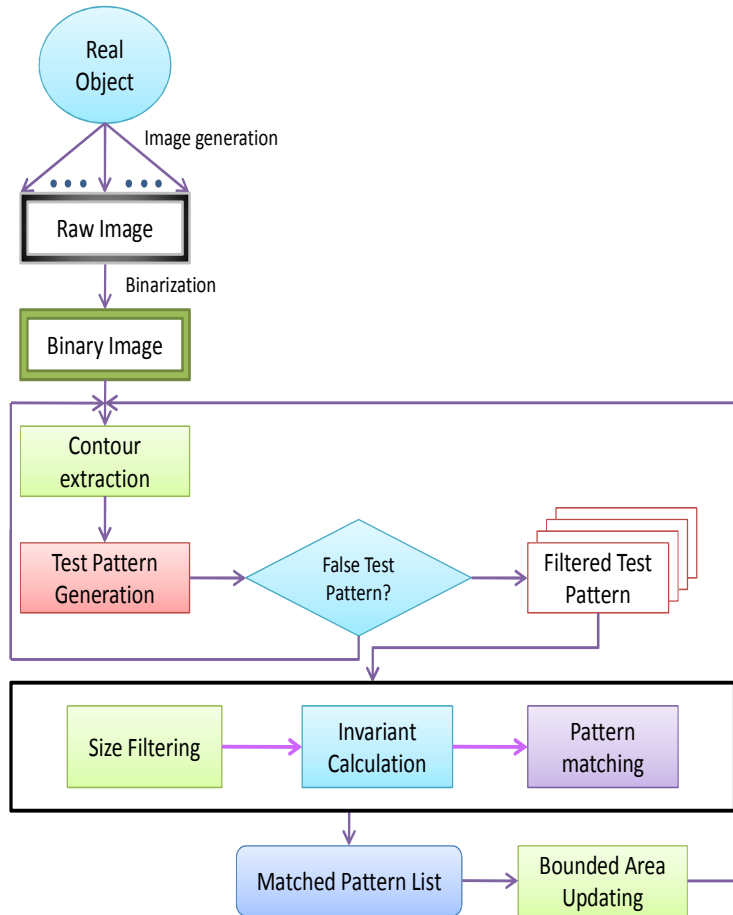 Real
Object
Image generation
Raw Image
Binarization
Binary Image
Contour
extraction
Test Pattern
Generation
False Test
Pattern?
Filtered Test
Pattern
Size Filtering
Invariant
Calculation
Pattern
matching
Matched Pattern List
Bounded Area
Updating